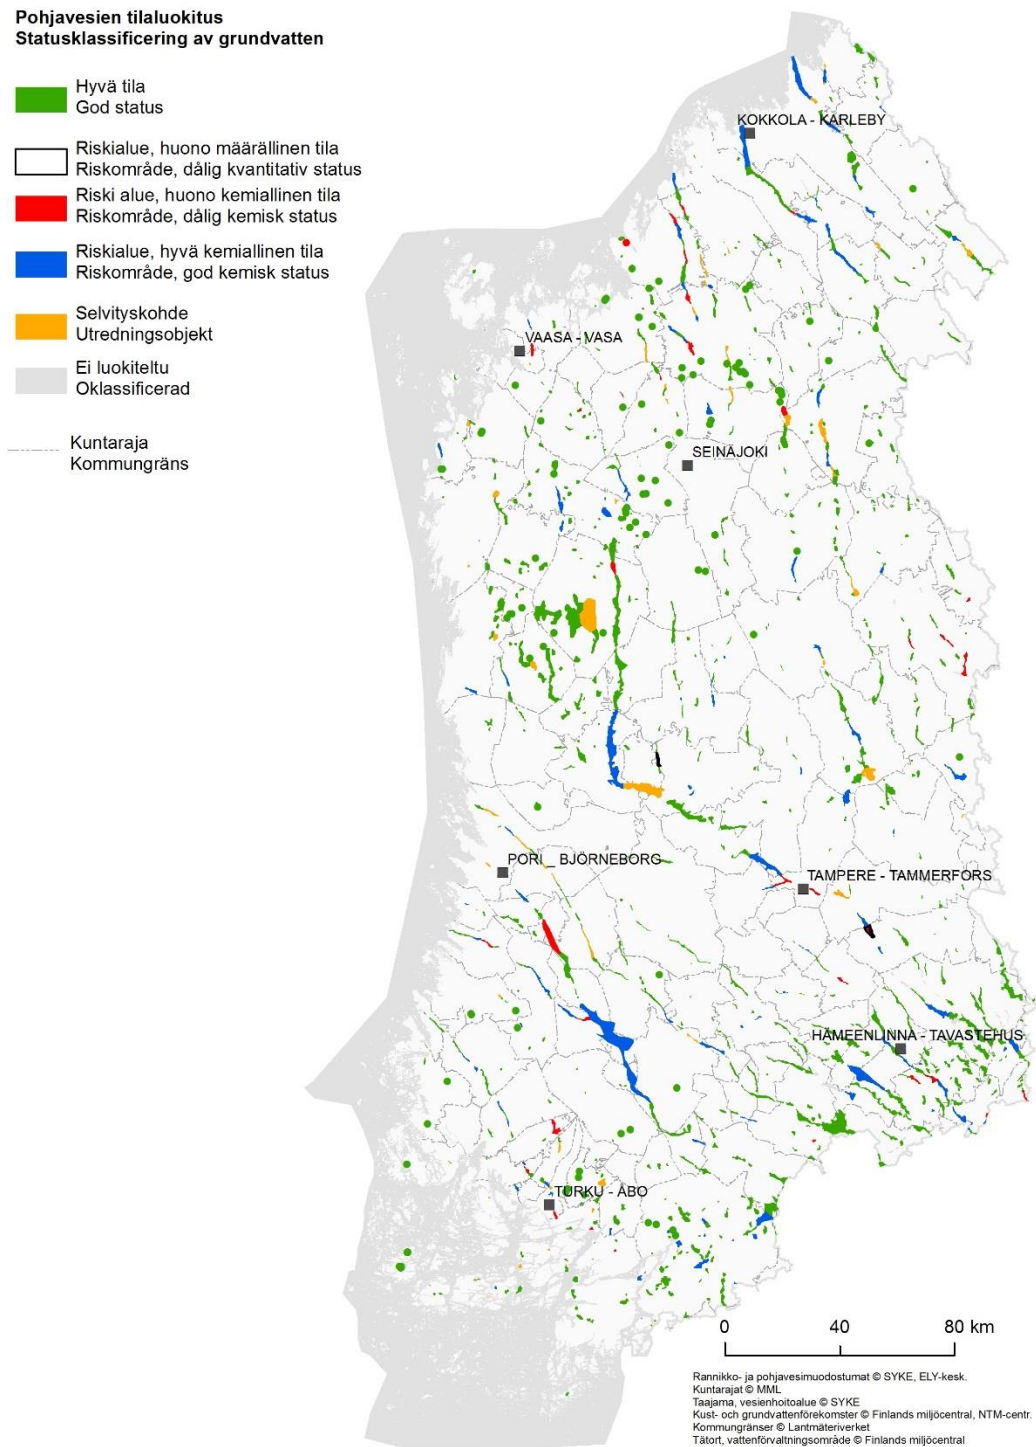 Pohjavesien tilaluokitus
Statusklassificering av grundvatten
Hyvä tila
God status
Riskialue, huono määrällinen tila
Riskområde, dålig kvantitativ status
Riski alue, huono kemiallinen tila
Riskområde, dålig kemisk status
Riskialue, hyvä kemiallinen tila
Riskområde, god kemisk status
Selvityskohde
Utredningsobjekt
Ei luokiteltu
Oklassificerad
Kuntaraja
Kommungräns
KOKKOLA - KARLEBY
VAASA - VASA
SEINÄJOKI
PORI _ BJÖRNEBORG
TAMPERE - TAMMERFORS
HÄMEENLINNA - TAVASTEHUS
TURKU - ÅBO
0 40 80 km
Rannikko- ja pohjavesimuodostumat © SYKE, ELY-kesk.
Kuntarajat © MML
Taajama, vesienhoitoalue © SYKE
Kust- och grundvattenförekomster © Finlands miljöcentral, NTM-centr.
Kommungränser © Lantmäteriverket
Tätort, vattenförvaltningsområde © Finlands miljöcentral